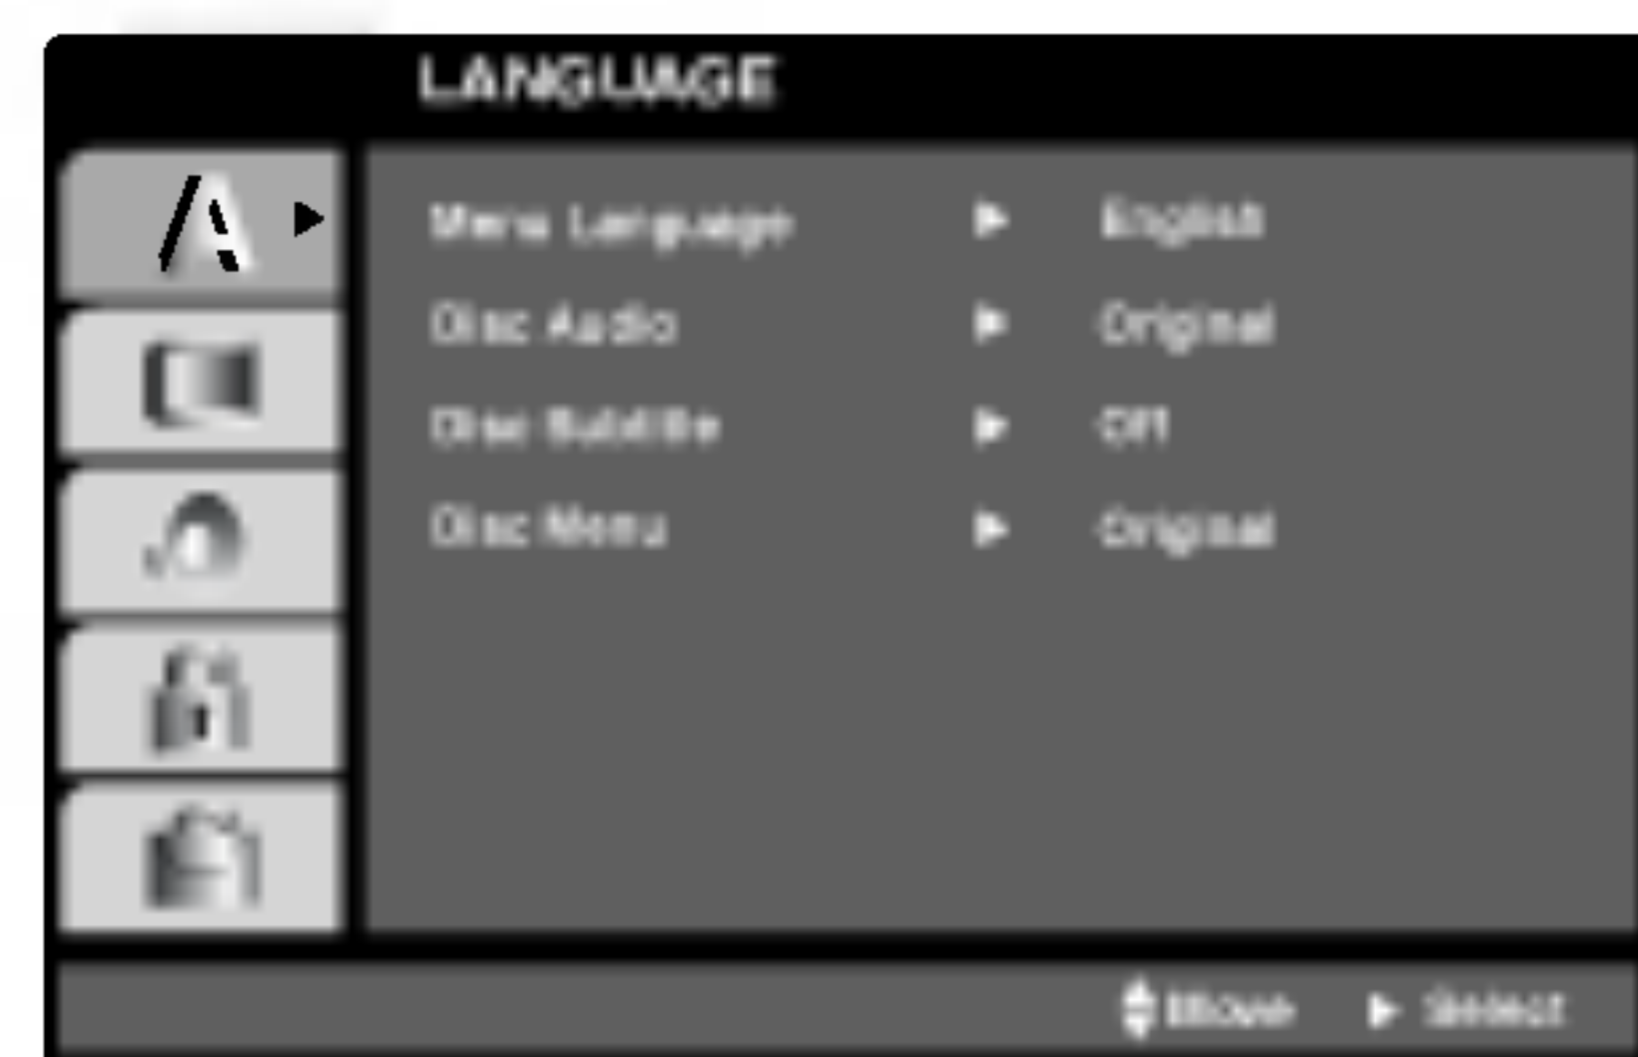 LANGUAGE
Menu Language ► English
Disc Audio ► Original
Disc Subtitle ► Off
Disc Menu ► Original
Move ► Select